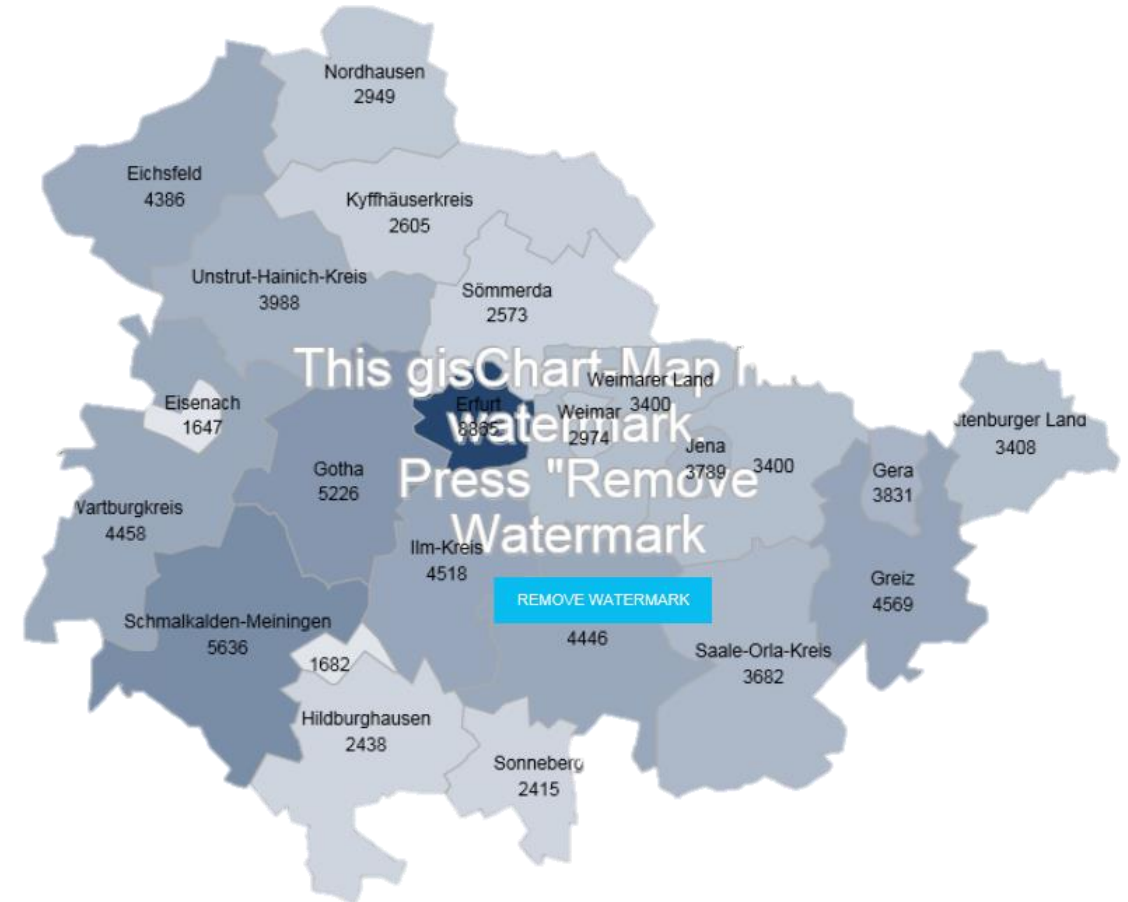 Nordhausen
2949
Eichsfeld
4386
Kyffhäuserkreis
2605
Unstrut-Hainich-Kreis
3988
Sömmerda
2573
This gisChart-Map h
watermark.
Press "Remove
Watermark
REMOVE WATERMARK
Weimarer Land
3400
Eisenach
1647
Erfurt
8865
Weimar
2974
Jena
3789
3400
tenburger Land
3408
Gotha
5226
Gera
3831
Vartburgkreis
4458
Ilm-Kreis
4518
Greiz
4569
Schmalkalden-Meiningen
5636
4446
Saale-Orla-Kreis
3682
1682
Hildburghausen
2438
Sonneberg
2415